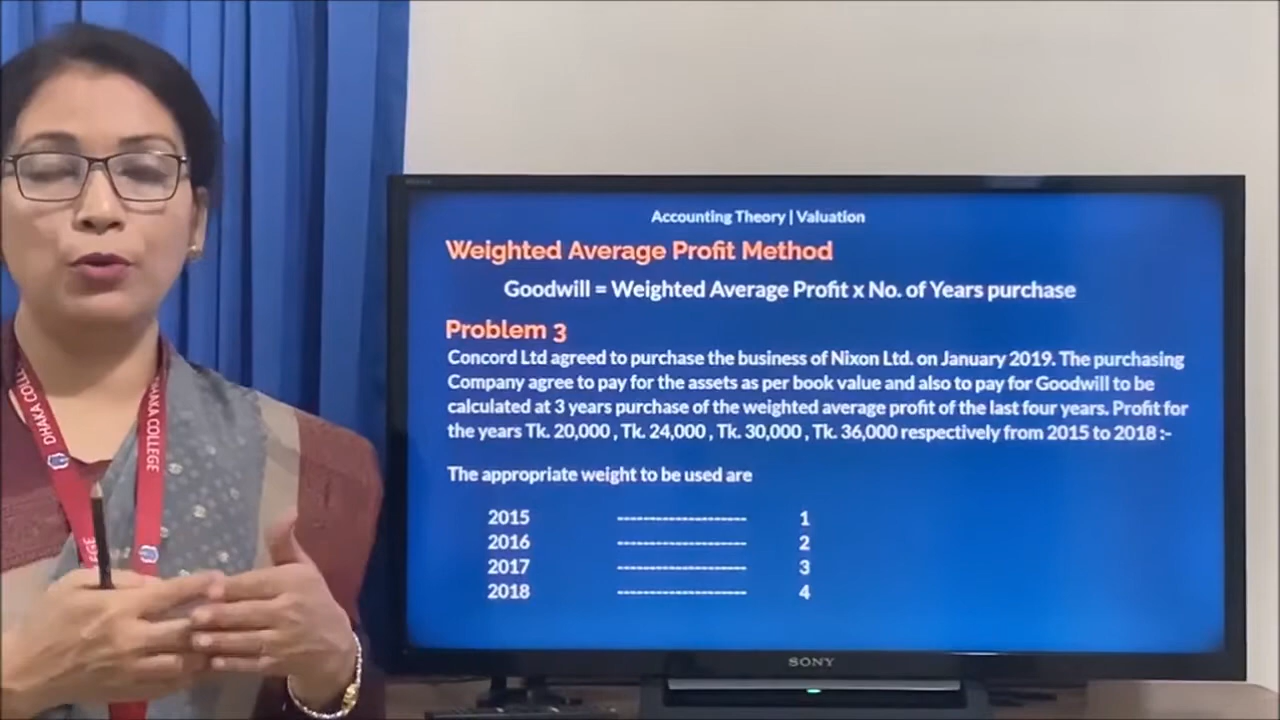 Accounting Theory | Valuation
Weighted Average Profit Method
Goodwill = Weighted Average Profit x No. of Years purchase
Problem 3
Concord Ltd agreed to purchase the business of Nixon Ltd. on January 2019. The purchasing
Company agree to pay for the assets as per book value and also to pay for Goodwill to be
calculated at 3 years purchase of the weighted average profit of the last four years. Profit for
the years Tk. 20,000 , Tk. 24,000 , Tk. 30,000 , Tk. 36,000 respectively from 2015 to 2018 :-
The appropriate weight to be used are
2015 ------------------- 1
2016 ------------------- 2
2017 ------------------- 3
2018 ------------------- 4
SONY
DHAKA COLL
HAKA COLLEGE
EGE